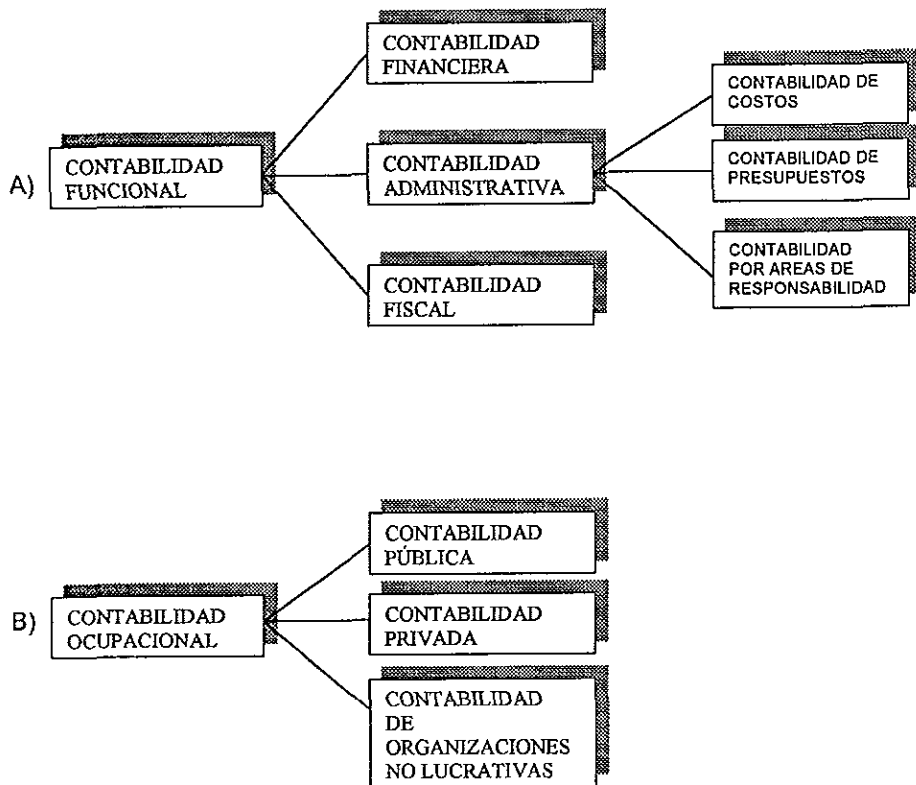 A)
CONTABILIDAD
FUNCIONAL
CONTABILIDAD
FINANCIERA
CONTABILIDAD
ADMINISTRATIVA
CONTABILIDAD
FISCAL
CONTABILIDAD DE
COSTOS
CONTABILIDAD DE
PRESUPUESTOS
CONTABILIDAD
POR AREAS DE
RESPONSABILIDAD
B)
CONTABILIDAD
OCUPACIONAL
CONTABILIDAD
PÚBLICA
CONTABILIDAD
PRIVADA
CONTABILIDAD
DE
ORGANIZACIONES
NO LUCRATIVAS